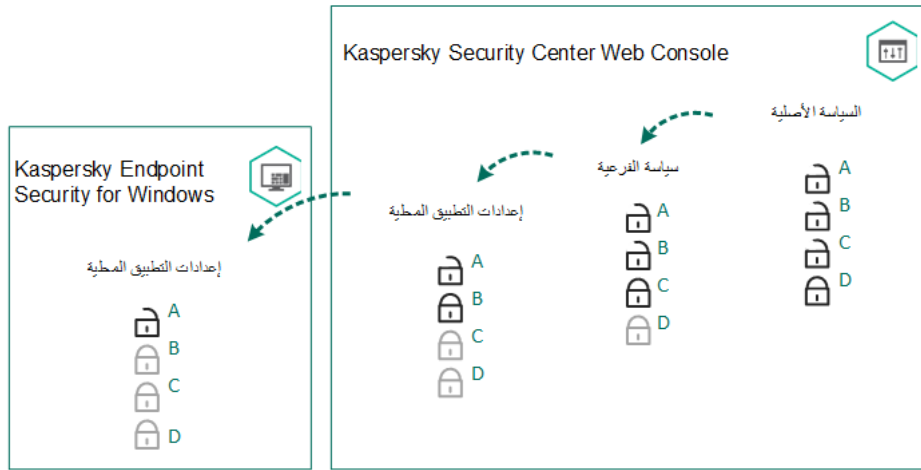 Kaspersky Security Center Web Console
السياسة الأصلية
A
B
C
D
سياسة الفرعية
A
B
C
D
إعدادات التطبيق المحلية
A
B
C
D
Kaspersky Endpoint
Security for Windows
إعدادات التطبيق المحلية
A
B
C
D